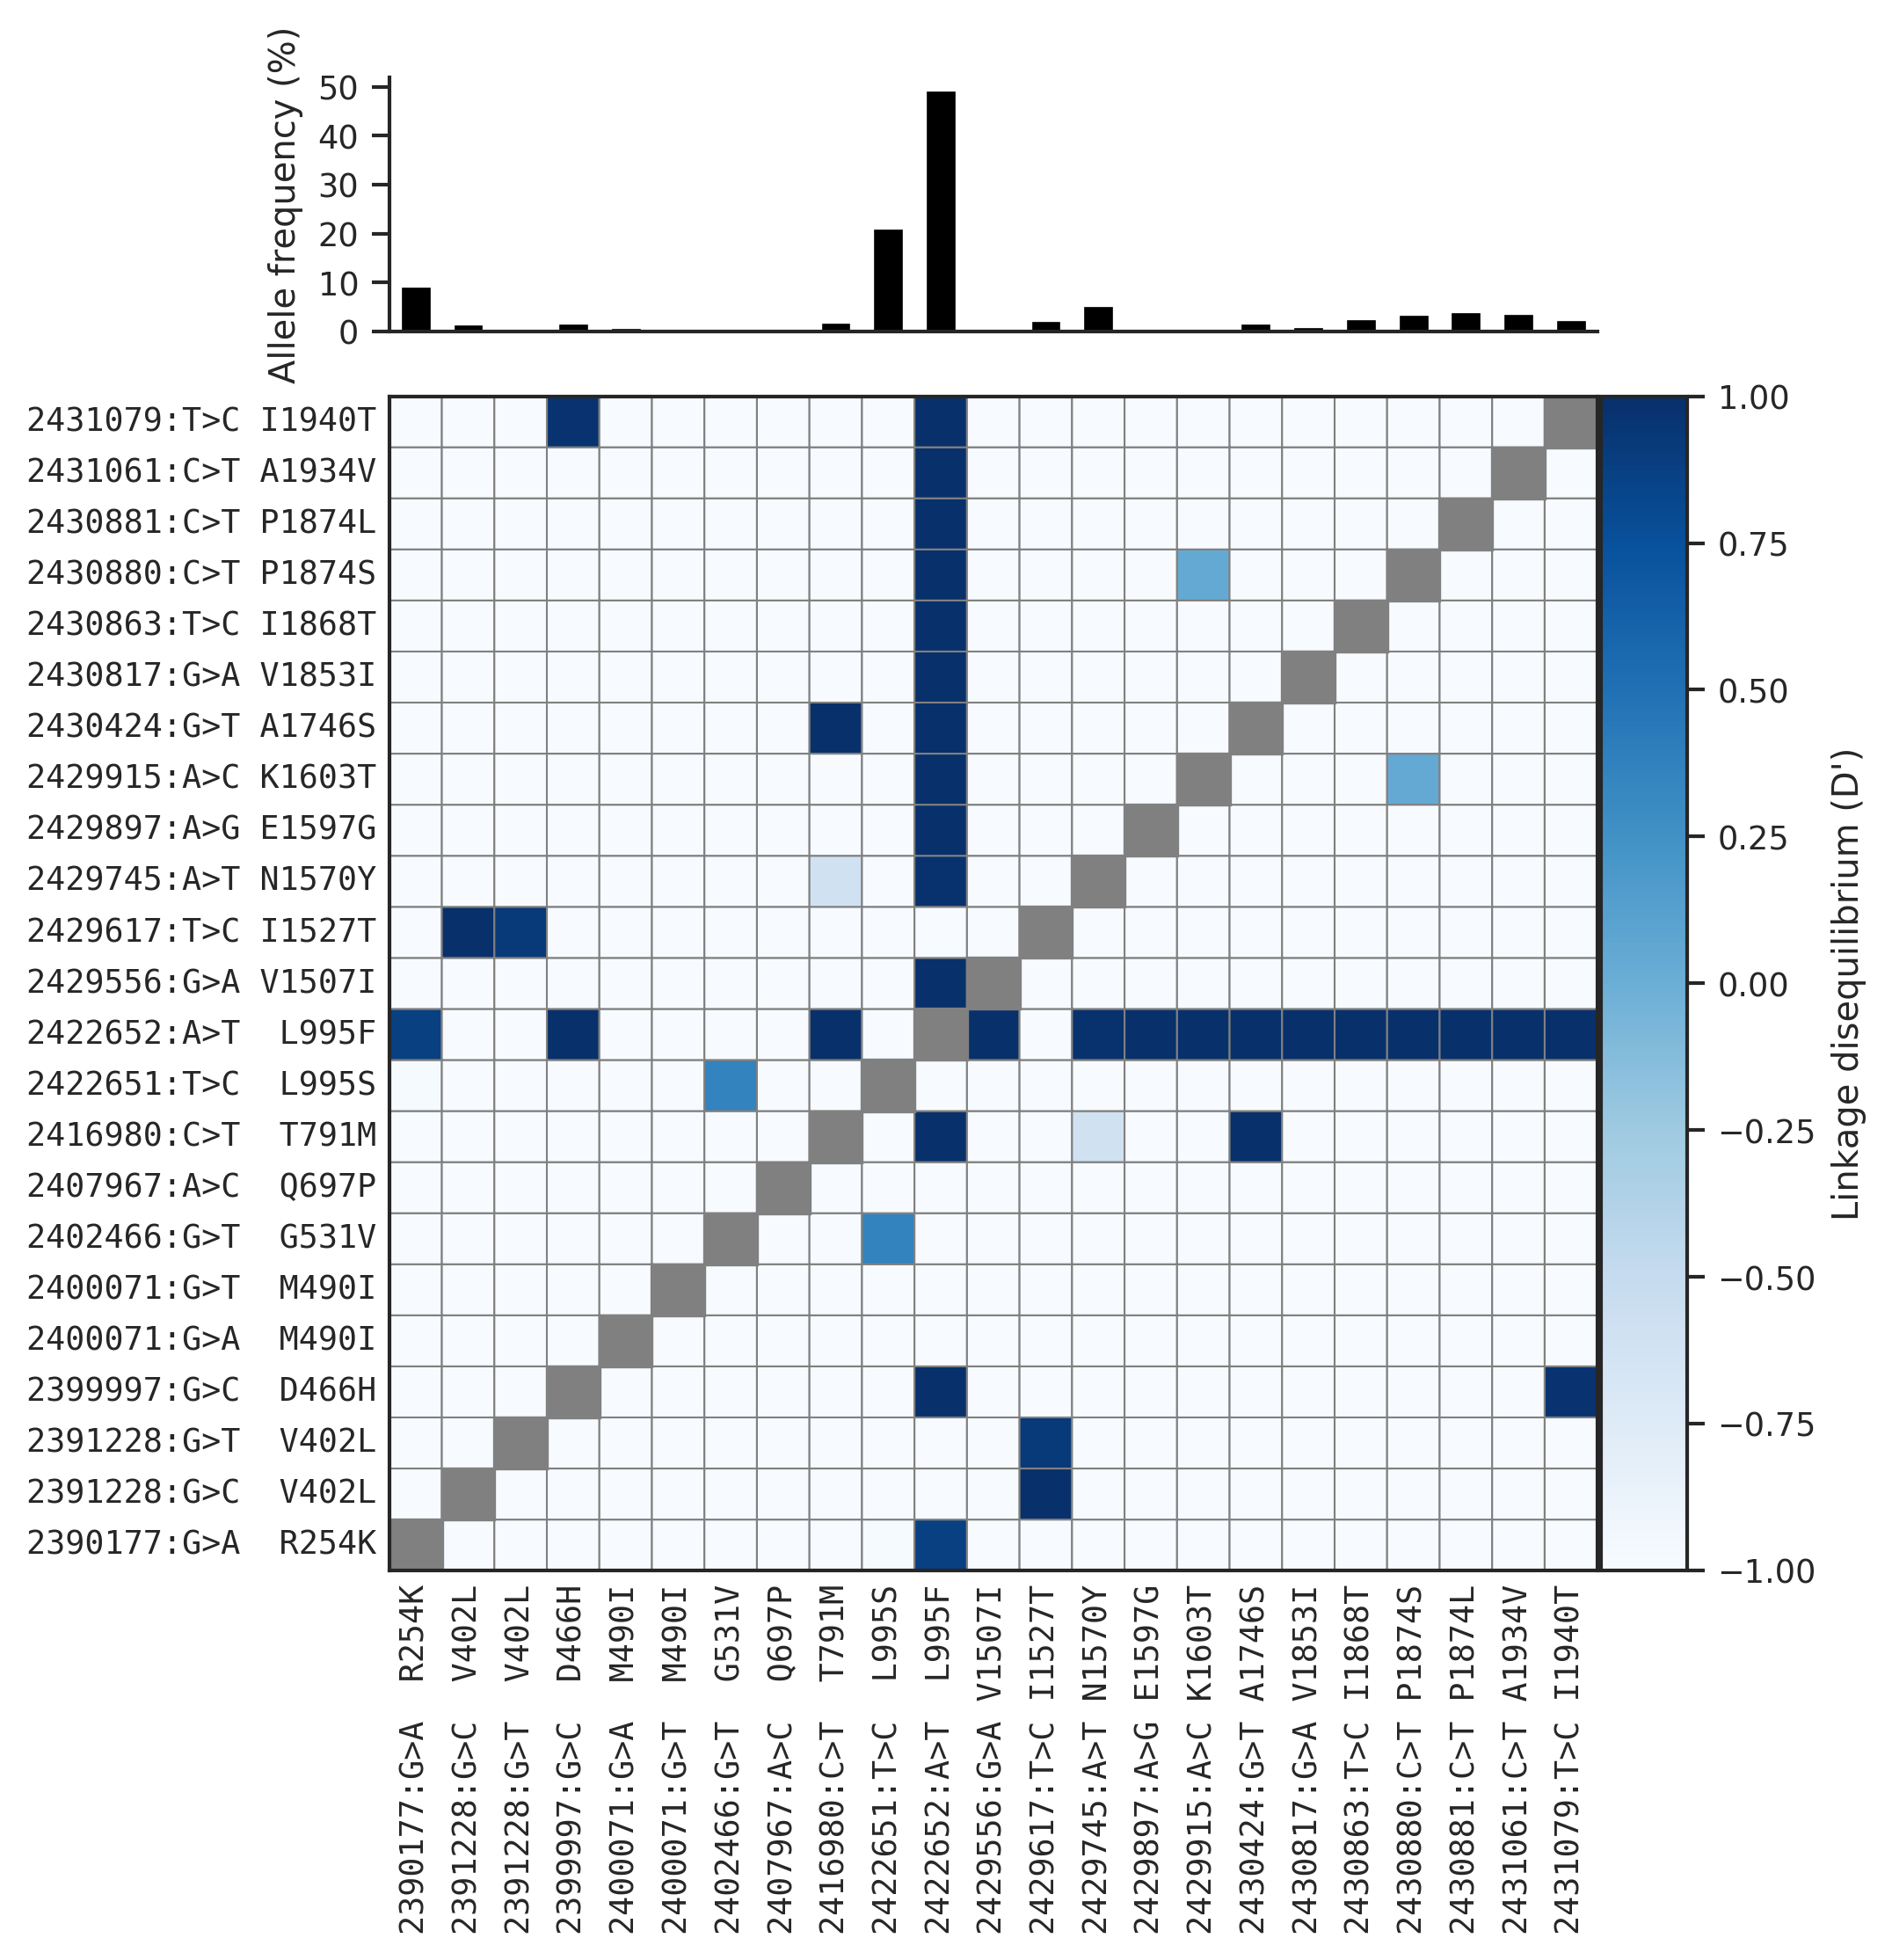 Allele frequency (%)
50
40
30
20
10
0
2431079:T>C I1940T
2431061:C>T A1934V
2430881:C>T P1874L
2430880:C>T P1874S
2430863:T>C I1868T
2430817:G>A V1853I
2430424:G>T A1746S
2429915:A>C K1603T
2429897:A>G E1597G
2429745:A>T N1570Y
2429617:T>C I1527T
2429556:G>A V1507I
2422652:A>T L995F
2422651:T>C L995S
2416980:C>T T791M
2407967:A>C Q697P
2402466:G>T G531V
2400071:G>T M490I
2400071:G>A M490I
2399997:G>C D466H
2391228:G>T V402L
2391228:G>C V402L
2390177:G>A R254K
1.00
0.75
0.50
0.25
0.00
−0.25
−0.50
−0.75
−1.00
Linkage disequilibrium (D')
2390177:G>A R254K
2391228:G>C V402L
2391228:G>T V402L
2399997:G>C D466H
2400071:G>A M490I
2400071:G>T M490I
2402466:G>T G531V
2407967:A>C Q697P
2416980:C>T T791M
2422651:T>C L995S
2422652:A>T L995F
2429556:G>A V1507I
2429617:T>C I1527T
2429745:A>T N1570Y
2429897:A>G E1597G
2429915:A>C K1603T
2430424:G>T A1746S
2430817:G>A V1853I
2430863:T>C I1868T
2430880:C>T P1874S
2430881:C>T P1874L
2431061:C>T A1934V
2431079:T>C I1940T